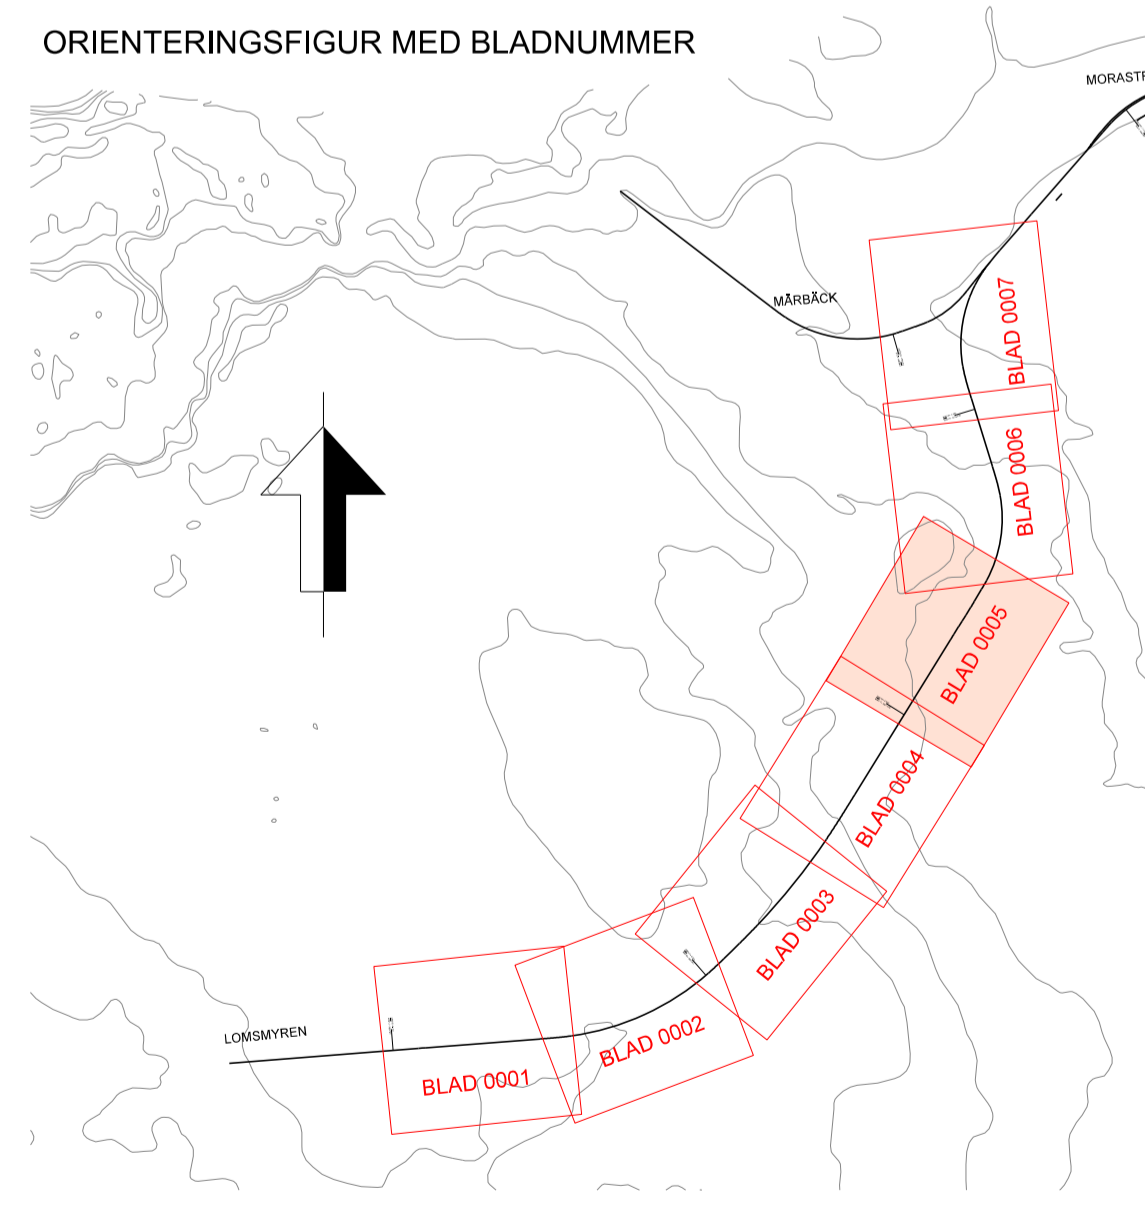 ORIENTERINGSFIGUR MED BLADNUMMER
MÅRBÄCK
BLAD 0007
BLAD 0006
BLAD 0005
BLAD 0004
BLAD 0003
BLAD 0002
LOMSMYREN
BLAD 0001